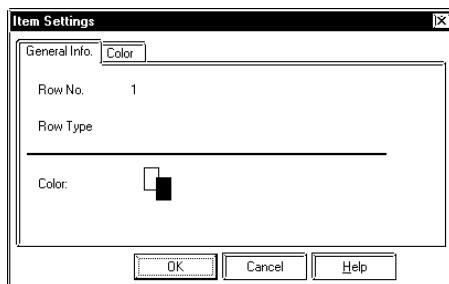 Item Settings
General Info. Color
Row No. 1
Row Type
Color:
OK Cancel Help